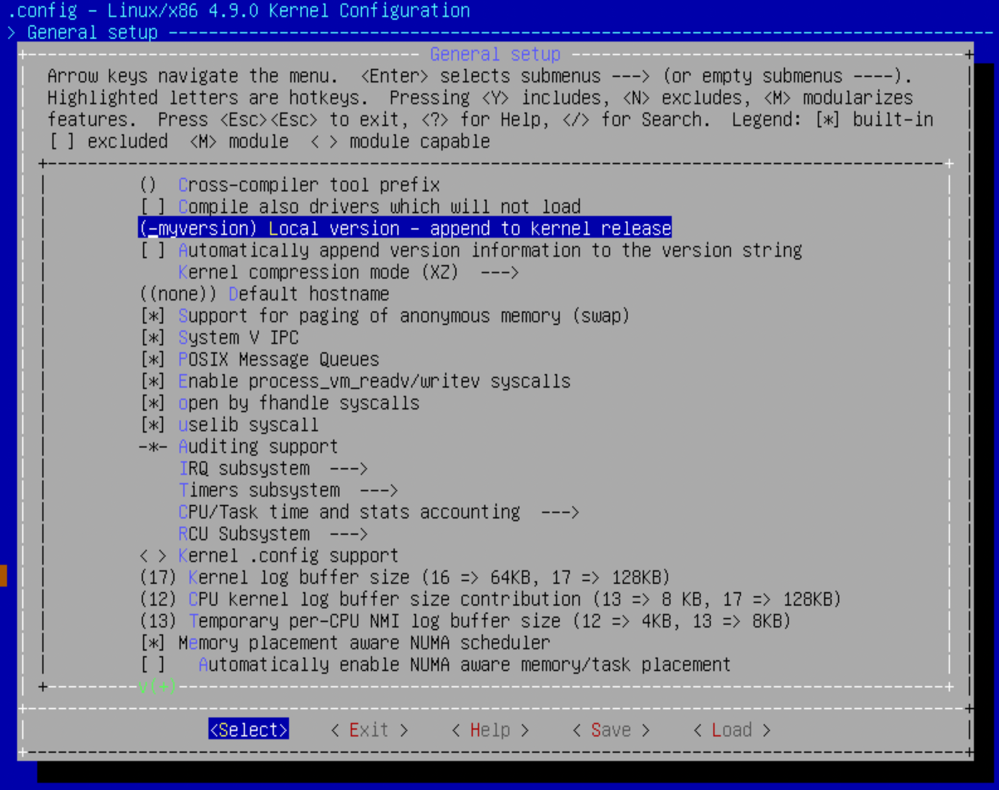 .config - Linux/x86 4.9.0 Kernel Configuration
> General setup
General setup
Arrow keys navigate the menu.  <Enter> selects submenus ---> (or empty submenus ----).
Highlighted letters are hotkeys.  Pressing <Y> includes, <N> excludes, <M> modularizes
features.  Press <Esc><Esc> to exit, <?> for Help, </> for Search.  Legend: [*] built-in
[ ] excluded  <M> module  < > module capable
()  Cross-compiler tool prefix
[ ] Compile also drivers which will not load
(-myversion) Local version - append to kernel release
[ ] Automatically append version information to the version string
Kernel compression mode (XZ)  --->
((none)) Default hostname
[*] Support for paging of anonymous memory (swap)
[*] System V IPC
[*] POSIX Message Queues
[*] Enable process_vm_readv/writev syscalls
[*] open by fhandle syscalls
[*] uselib syscall
-*- Auditing support
IRQ subsystem  --->
Timers subsystem  --->
CPU/Task time and stats accounting  --->
RCU Subsystem  --->
< > Kernel .config support
(17) Kernel log buffer size (16 => 64KB, 17 => 128KB)
(12) CPU kernel log buffer size contribution (13 => 8 KB, 17 => 128KB)
(13) Temporary per-CPU NMI log buffer size (12 => 4KB, 13 => 8KB)
[*] Memory placement aware NUMA scheduler
[ ]   Automatically enable NUMA aware memory/task placement
v(+)
<Select>    < Exit >    < Help >    < Save >    < Load >